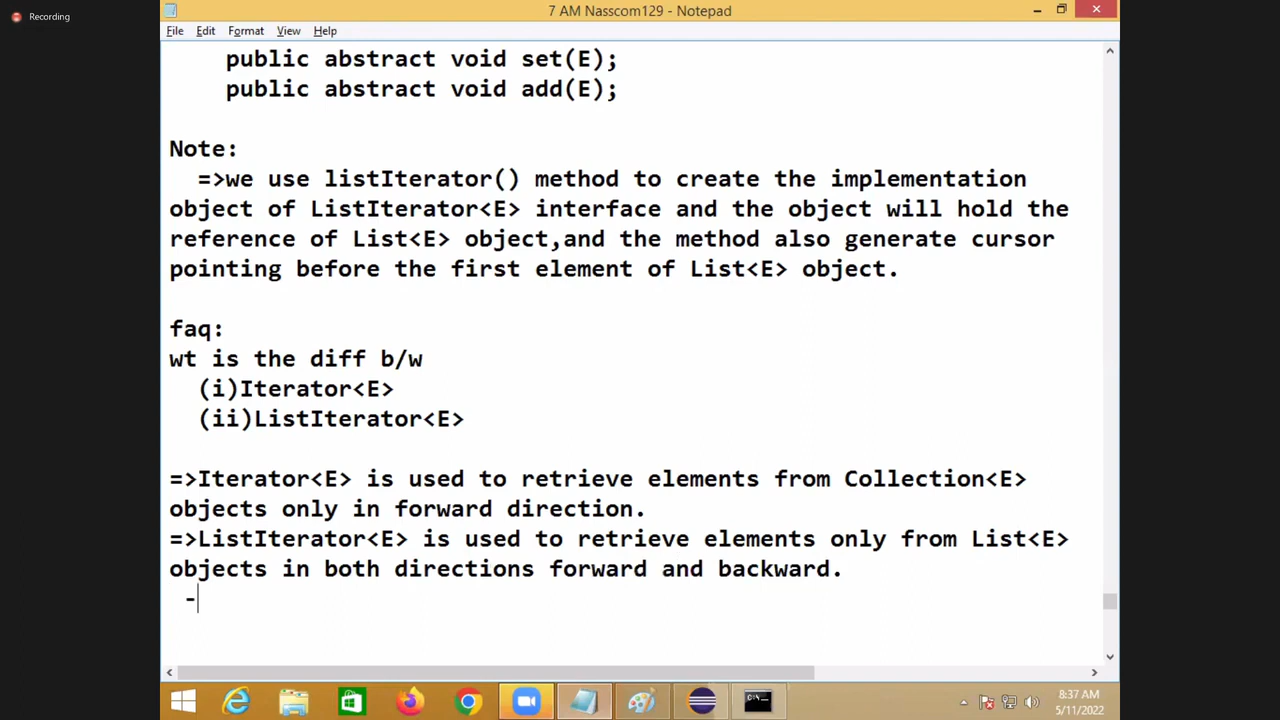 Recording
7 AM Nasscom129 - Notepad
File Edit Format View Help
public abstract void set(E);
public abstract void add(E);
Note:
=>we use listIterator() method to create the implementation
object of ListIterator<E> interface and the object will hold the
reference of List<E> object,and the method also generate cursor
pointing before the first element of List<E> object.
faq:
wt is the diff b/w
(i)Iterator<E>
(ii)ListIterator<E>
=>Iterator<E> is used to retrieve elements from Collection<E>
objects only in forward direction.
=>ListIterator<E> is used to retrieve elements only from List<E>
objects in both directions forward and backward.
-
8:37 AM
5/11/2022